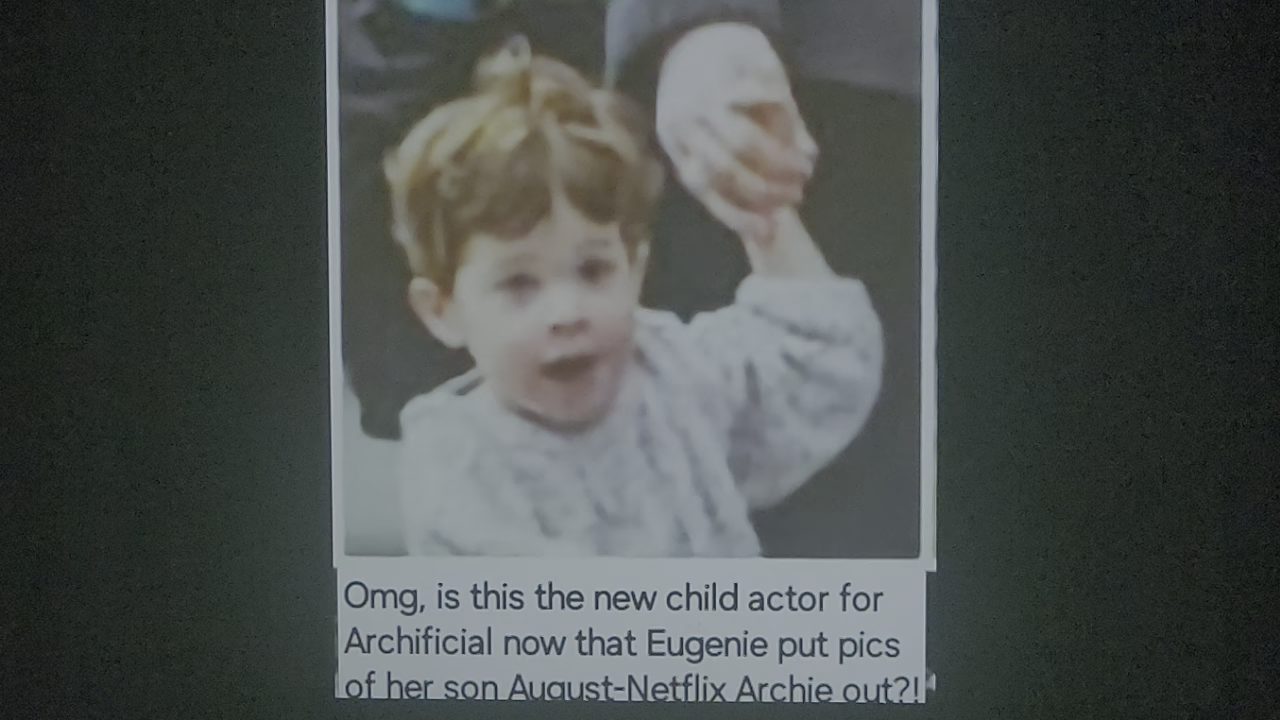 Omg, is this the new child actor for
Archificial now that Eugenie put pics
of her son August-Netflix Archie out?!